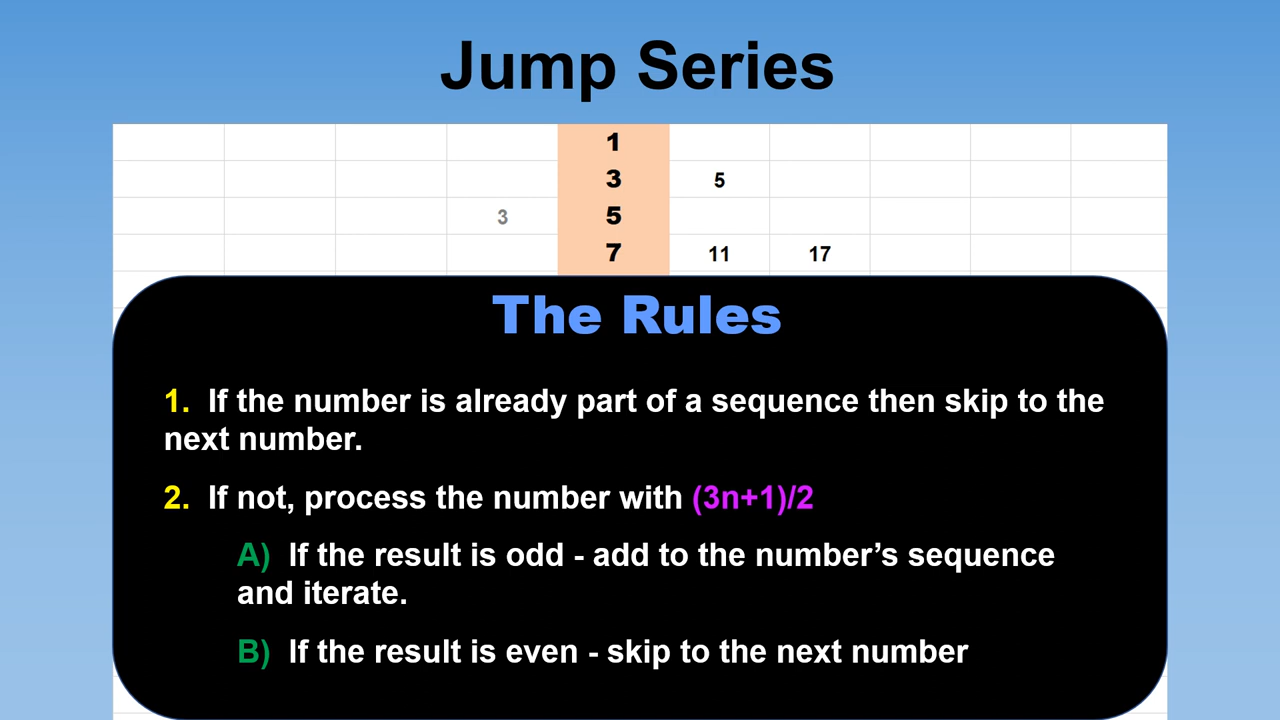 Jump Series
1
3 5
3 5
7 11 17
The Rules
1. If the number is already part of a sequence then skip to the
next number.
2. If not, process the number with (3n+1)/2
A) If the result is odd - add to the number’s sequence
and iterate.
B) If the result is even - skip to the next number